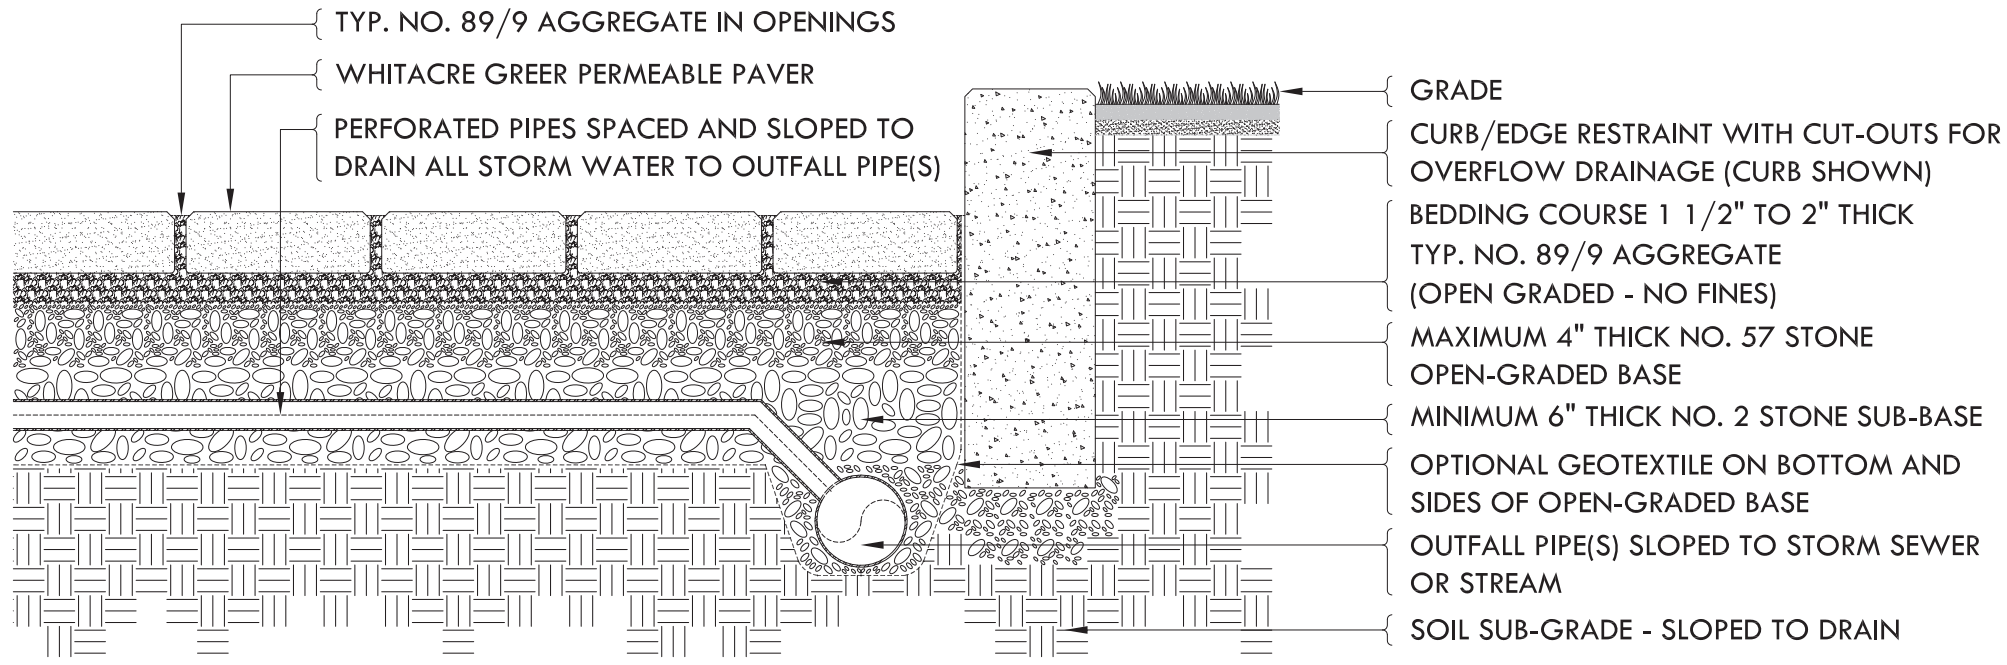 TYP. NO. 89/9 AGGREGATE IN OPENINGS
WHITACRE GREER PERMEABLE PAVER
PERFORATED PIPES SPACED AND SLOPED TO
DRAIN ALL STORM WATER TO OUTFALL PIPE(S)
GRADE
CURB/EDGE RESTRAINT WITH CUT-OUTS FOR
OVERFLOW DRAINAGE (CURB SHOWN)
BEDDING COURSE 1 1/2" TO 2" THICK
TYP. NO. 89/9 AGGREGATE
(OPEN GRADED - NO FINES)
MAXIMUM 4" THICK NO. 57 STONE
OPEN-GRADED BASE
MINIMUM 6" THICK NO. 2 STONE SUB-BASE
OPTIONAL GEOTEXTILE ON BOTTOM AND
SIDES OF OPEN-GRADED BASE
OUTFALL PIPE(S) SLOPED TO STORM SEWER
OR STREAM
SOIL SUB-GRADE - SLOPED TO DRAIN